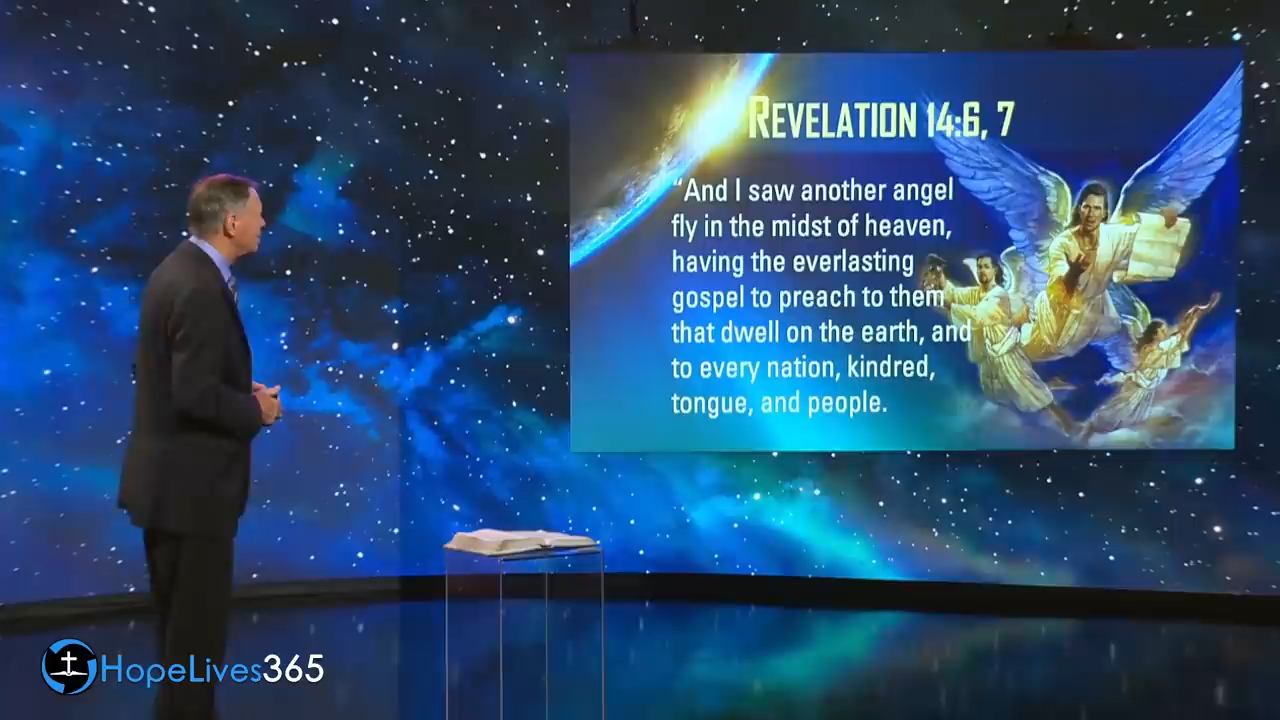 REVELATION 14:6, 7
“And I saw another angel
fly in the midst of heaven,
having the everlasting
gospel to preach to them
that dwell on the earth, and
to every nation, kindred,
tongue, and people.
HopeLives365